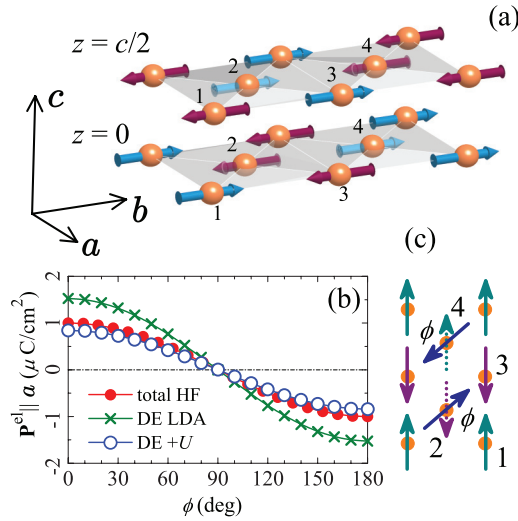 (a)
z = c/2
4
2
3
1
z = 0
4
2
3
1
c
b
a
(b)
P^el || a (μ C/cm²)
2
1
0
-1
-2
total HF
DE LDA
DE +U
0 30 60 90 120 150 180
ϕ (deg)
(c)
4
ϕ
3
ϕ
2
1